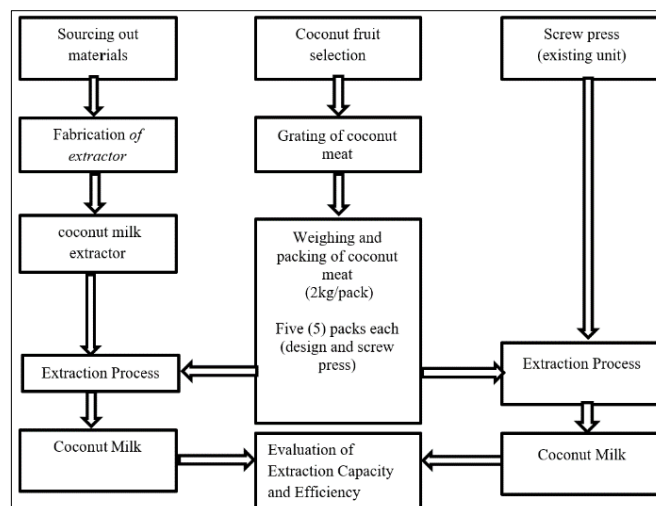 Sourcing out
materials
Coconut fruit
selection
Screw press
(existing unit)
Fabrication of
extractor
Grating of coconut
meat
coconut milk
extractor
Weighing and
packing of coconut
meat
(2kg/pack)
Five (5) packs each
(design and screw
press)
Extraction Process
Extraction Process
Coconut Milk
Evaluation of
Extraction Capacity
and Efficiency
Coconut Milk